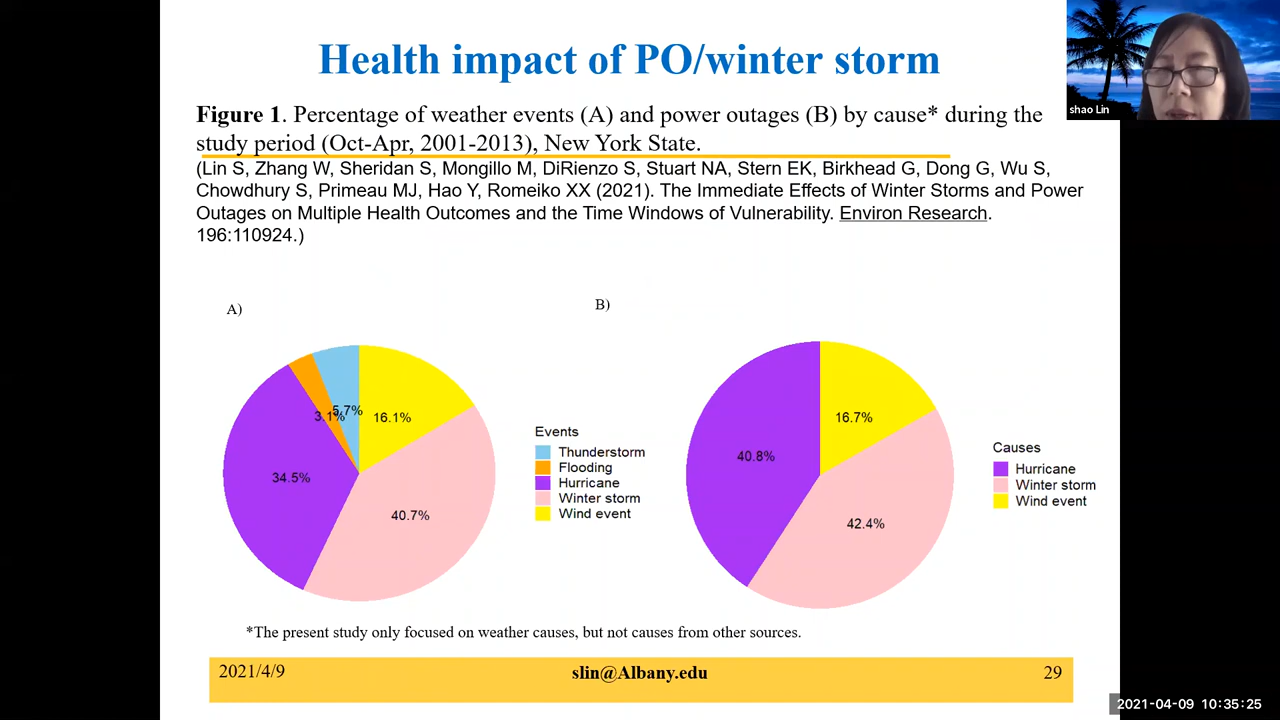 Health impact of PO/winter storm
shao Lin
Figure 1. Percentage of weather events (A) and power outages (B) by cause* during the
study period (Oct-Apr, 2001-2013), New York State.
(Lin S, Zhang W, Sheridan S, Mongillo M, DiRienzo S, Stuart NA, Stern EK, Birkhead G, Dong G, Wu S,
Chowdhury S, Primeau MJ, Hao Y, Romeiko XX (2021). The Immediate Effects of Winter Storms and Power
Outages on Multiple Health Outcomes and the Time Windows of Vulnerability. Environ Research.
196:110924.)
A)
5.7%
3.1%
16.1%
34.5%
40.7%
Events
Thunderstorm
Flooding
Hurricane
Winter storm
Wind event
B)
16.7%
40.8%
42.4%
Causes
Hurricane
Winter storm
Wind event
*The present study only focused on weather causes, but not causes from other sources.
2021/4/9
slin@Albany.edu
29
2021-04-09 10:35:25